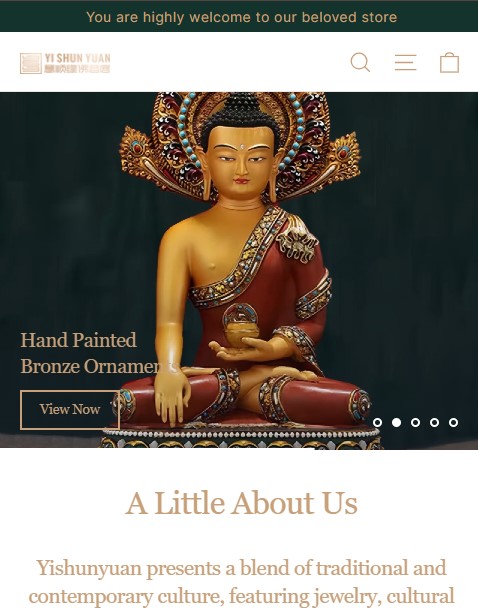 You are highly welcome to our beloved store
YI SHUN YUAN
Hand Painted
Bronze Ornamen
View Now
A Little About Us
Yishunyuan presents a blend of traditional and
contemporary culture, featuring jewelry, cultural